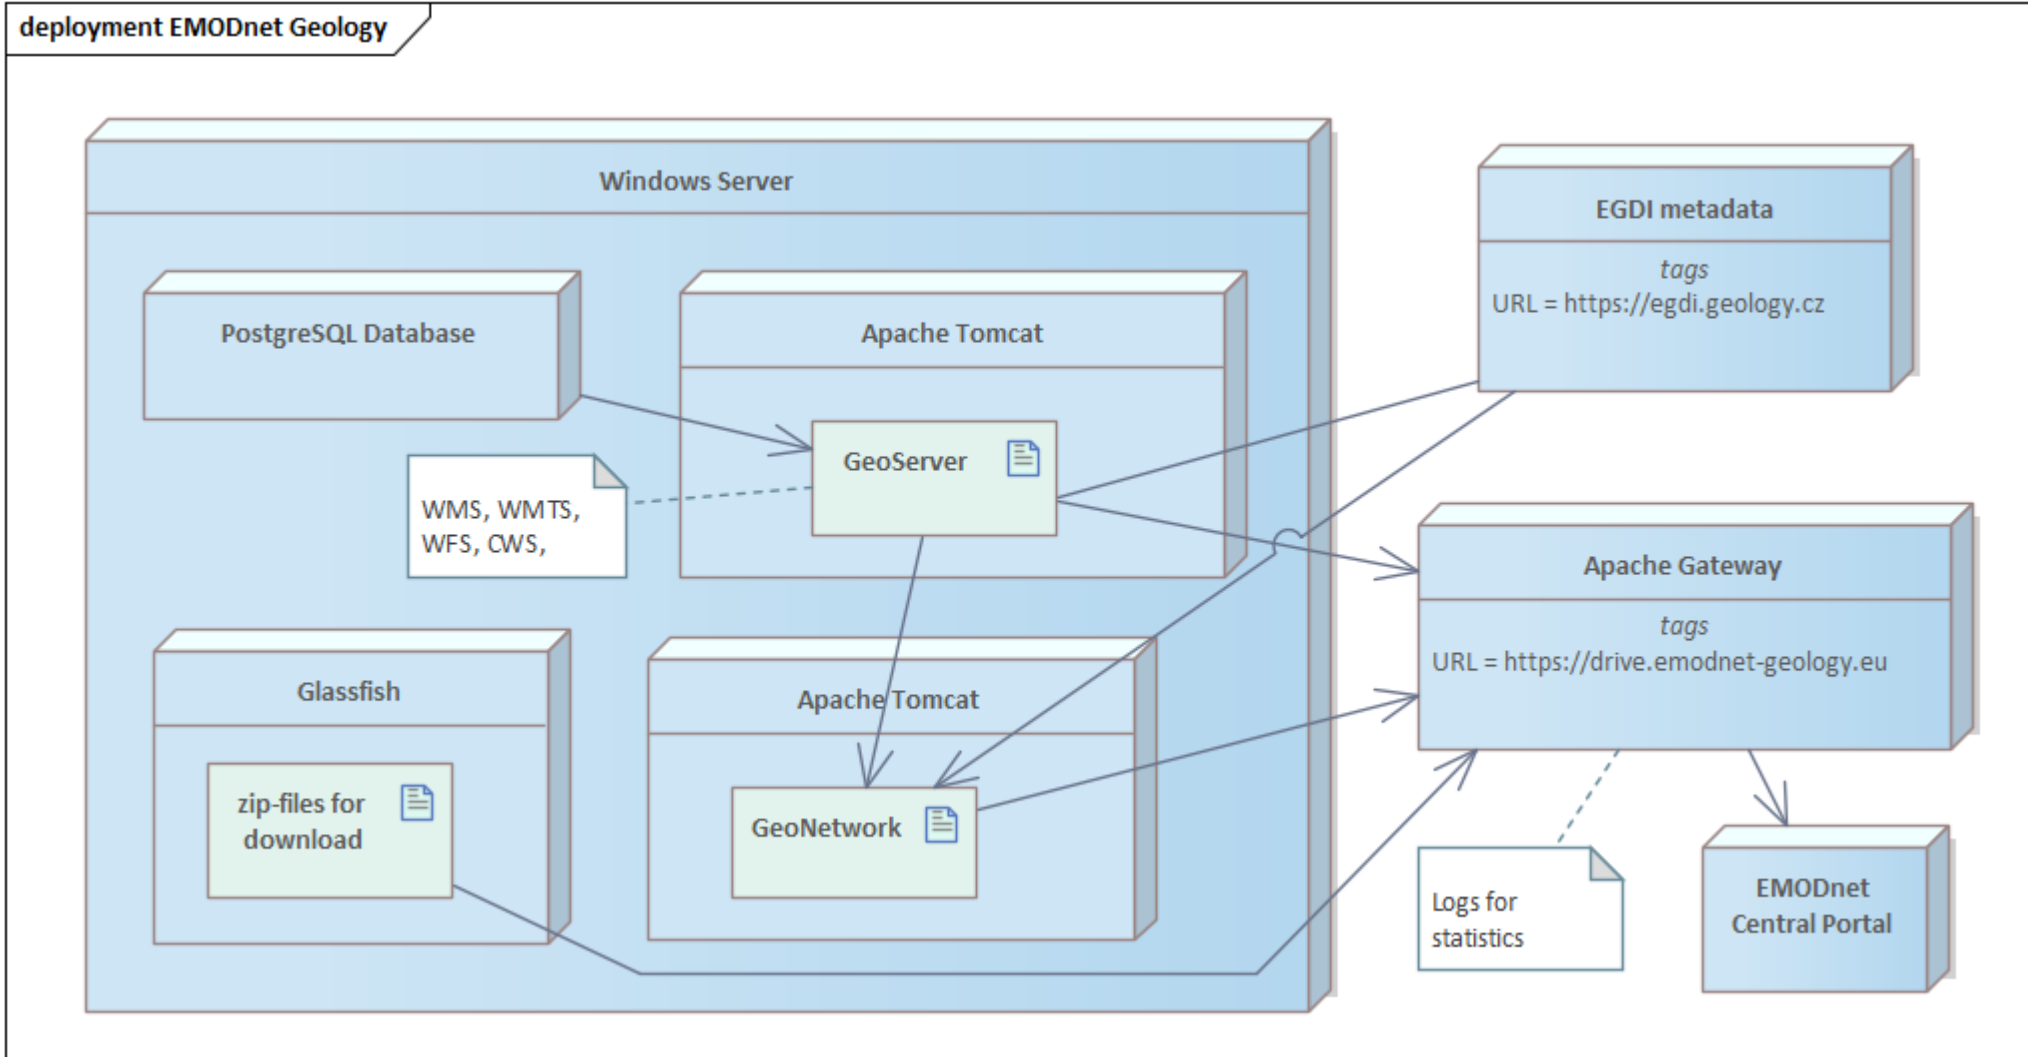 deployment EMODnet Geology
Windows Server
EGDI metadata
tags
URL = https://egdi.geology.cz
PostgreSQL Database
Apache Tomcat
GeoServer
WMS, WMTS,
WFS, CWS,
Apache Gateway
tags
URL = https://drive.emodnet-geology.eu
Glassfish
zip-files for
download
Apache Tomcat
GeoNetwork
Logs for
statistics
EMODnet
Central Portal